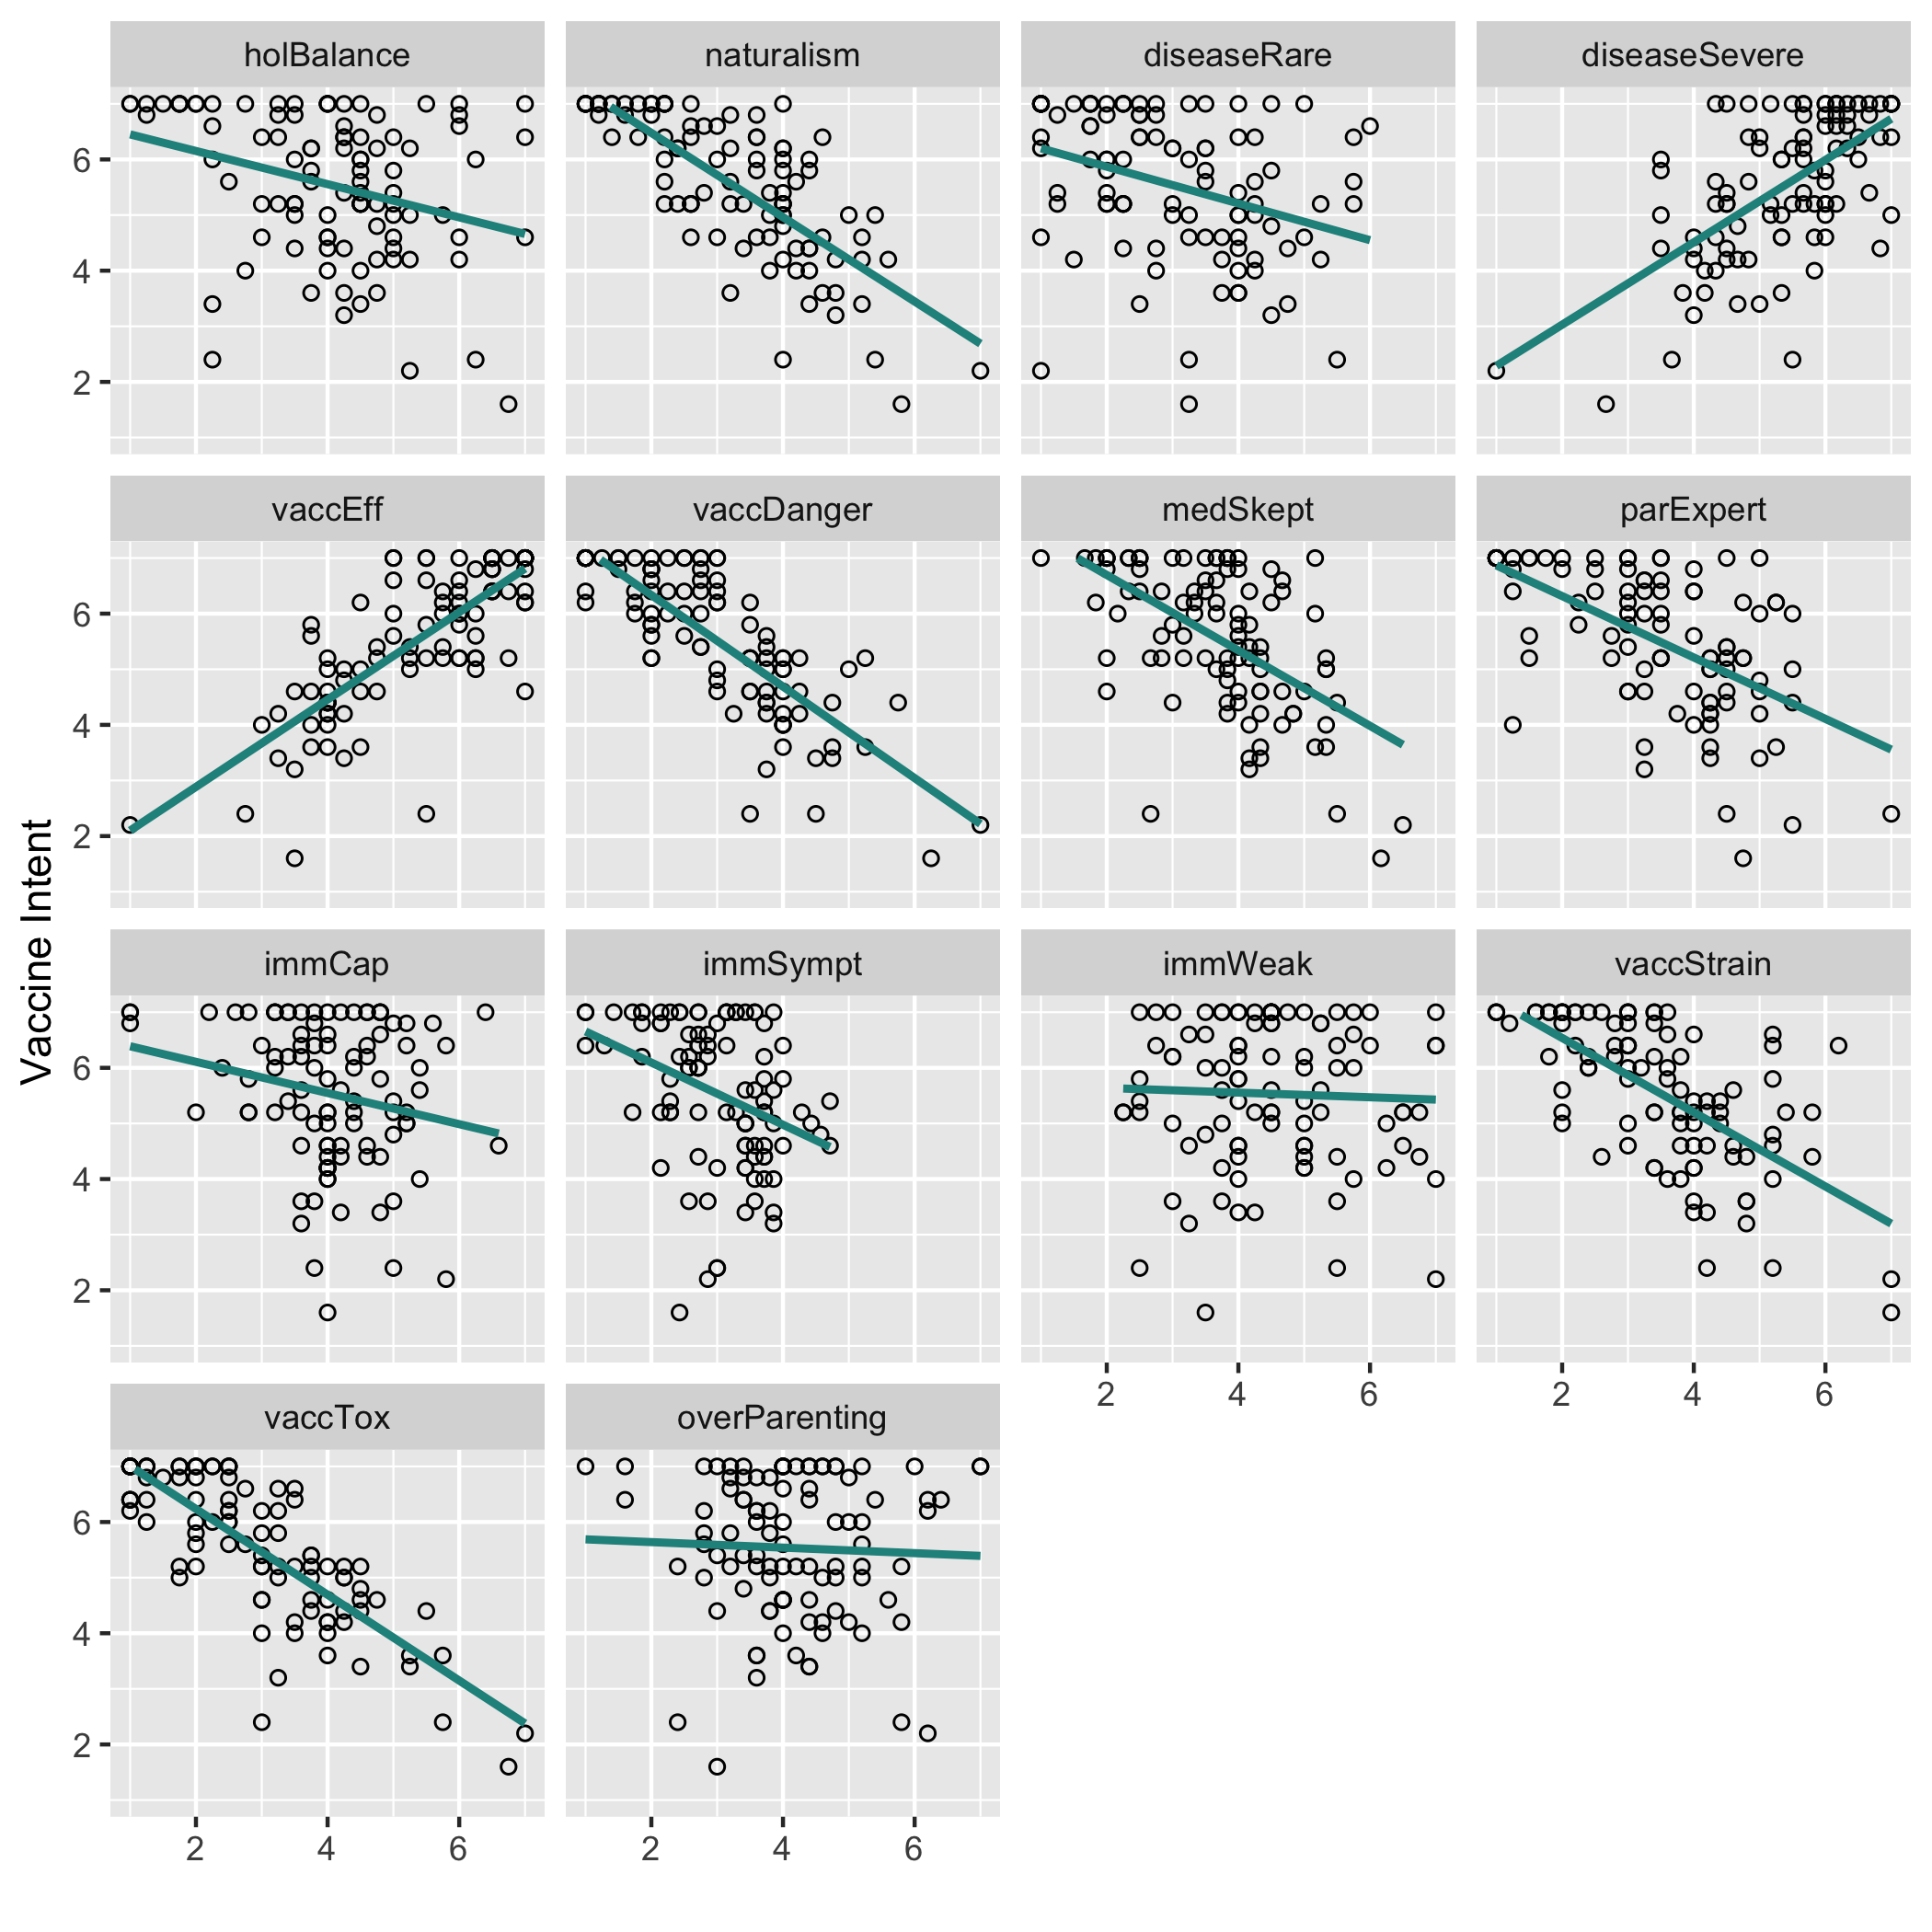 holBalance naturalism diseaseRare diseaseSevere
6
4
2
vaccEff vaccDanger medSkept parExpert
6
4
2
Vaccine Intent
immCap immSympt immWeak vaccStrain
6
4
2
2 4 6 2 4 6
vaccTox overParenting
6
4
2
2 4 6 2 4 6